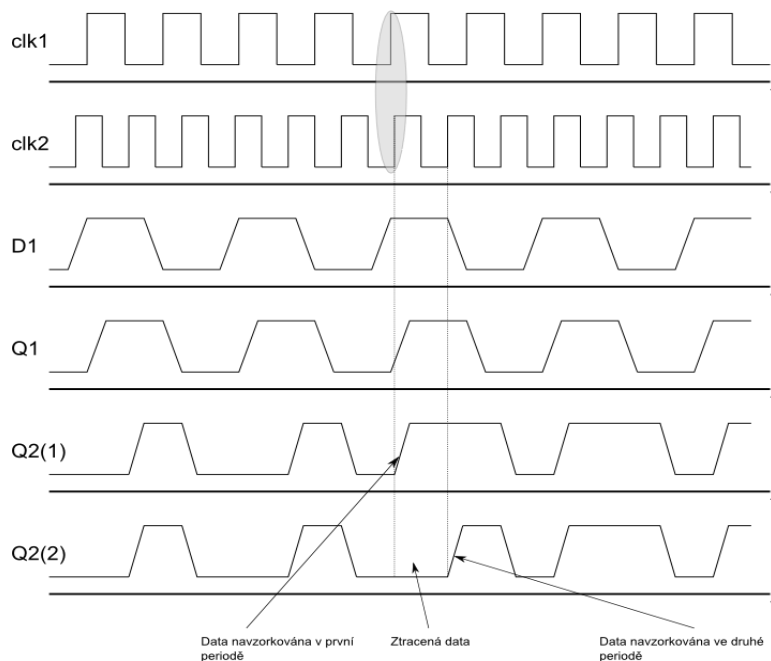 clk1
clk2
D1
Q1
Q2(1)
Q2(2)
Data navzorkována v první
periodě
Ztracená data
Data navzorkována ve druhé
periodě